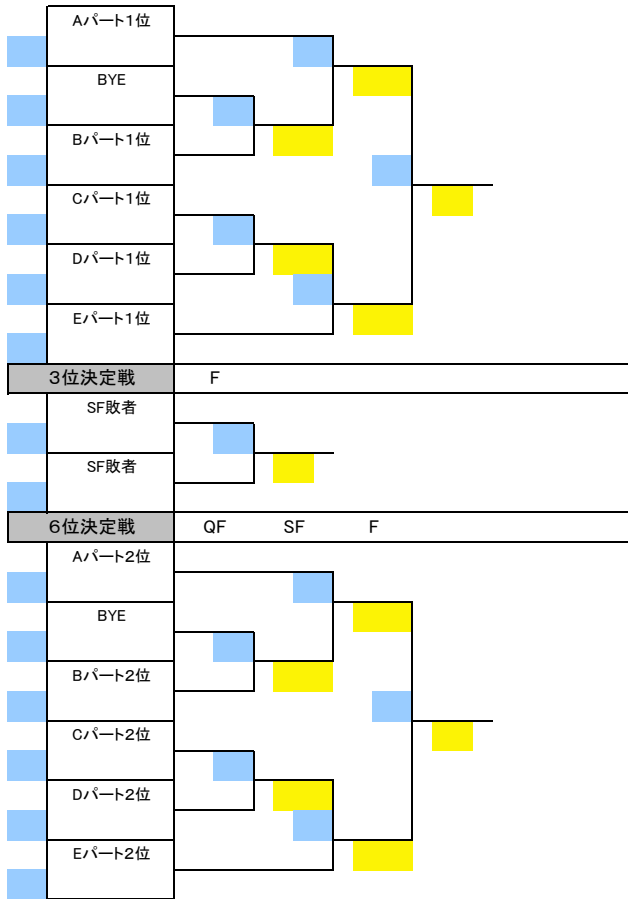 Aパート1位
BYE
Bパート1位
Cパート1位
Dパート1位
Eパート1位
3位決定戦 F
SF敗者
SF敗者
6位決定戦 QF SF F
Aパート2位
BYE
Bパート2位
Cパート2位
Dパート2位
Eパート2位